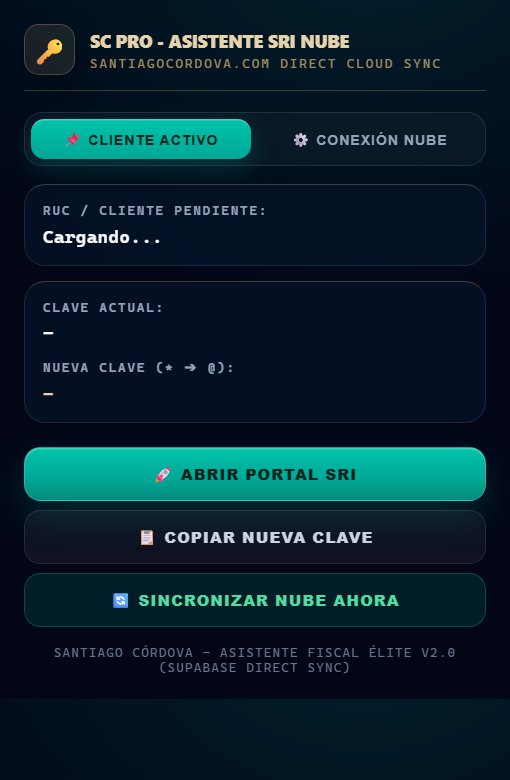 SC PRO - ASISTENTE SRI NUBE
SANTIAGOCORDOVA.COM DIRECT CLOUD SYNC
📌 CLIENTE ACTIVO
⚙️ CONEXIÓN NUBE
RUC / CLIENTE PENDIENTE:
Cargando...
CLAVE ACTUAL:
—
NUEVA CLAVE (* ➔ @):
—
🚀 ABRIR PORTAL SRI
📋 COPIAR NUEVA CLAVE
🔄 SINCRONIZAR NUBE AHORA
SANTIAGO CÓRDOVA — ASISTENTE FISCAL ÉLITE V2.0
(SUPABASE DIRECT SYNC)